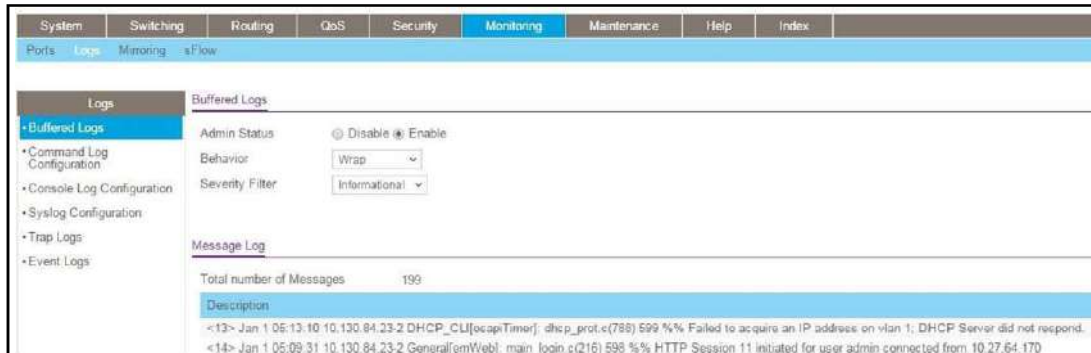 System Switching Routing QoS Security Monitoring Maintenance Help Index
Ports Logs Mirroring sFlow
Logs
• Buffered Logs
• Command Log
Configuration
• Console Log Configuration
• Syslog Configuration
• Trap Logs
• Event Logs
Buffered Logs
Admin Status Disable Enable
Behavior Wrap
Severity Filter Informational
Message Log
Total number of Messages 199
Description
<13> Jan 1 05:13:10 10.130.84.23-2 DHCP_CLI[osapiTimer]: dhcp_prot.c(788) 599 %% Failed to acquire an IP address on vlan 1; DHCP Server did not respond.
<14> Jan 1 05:09:31 10.130.84.23-2 General[emWeb]: main_login.c(216) 598 %% HTTP Session 11 initiated for user admin connected from 10.27.64.170